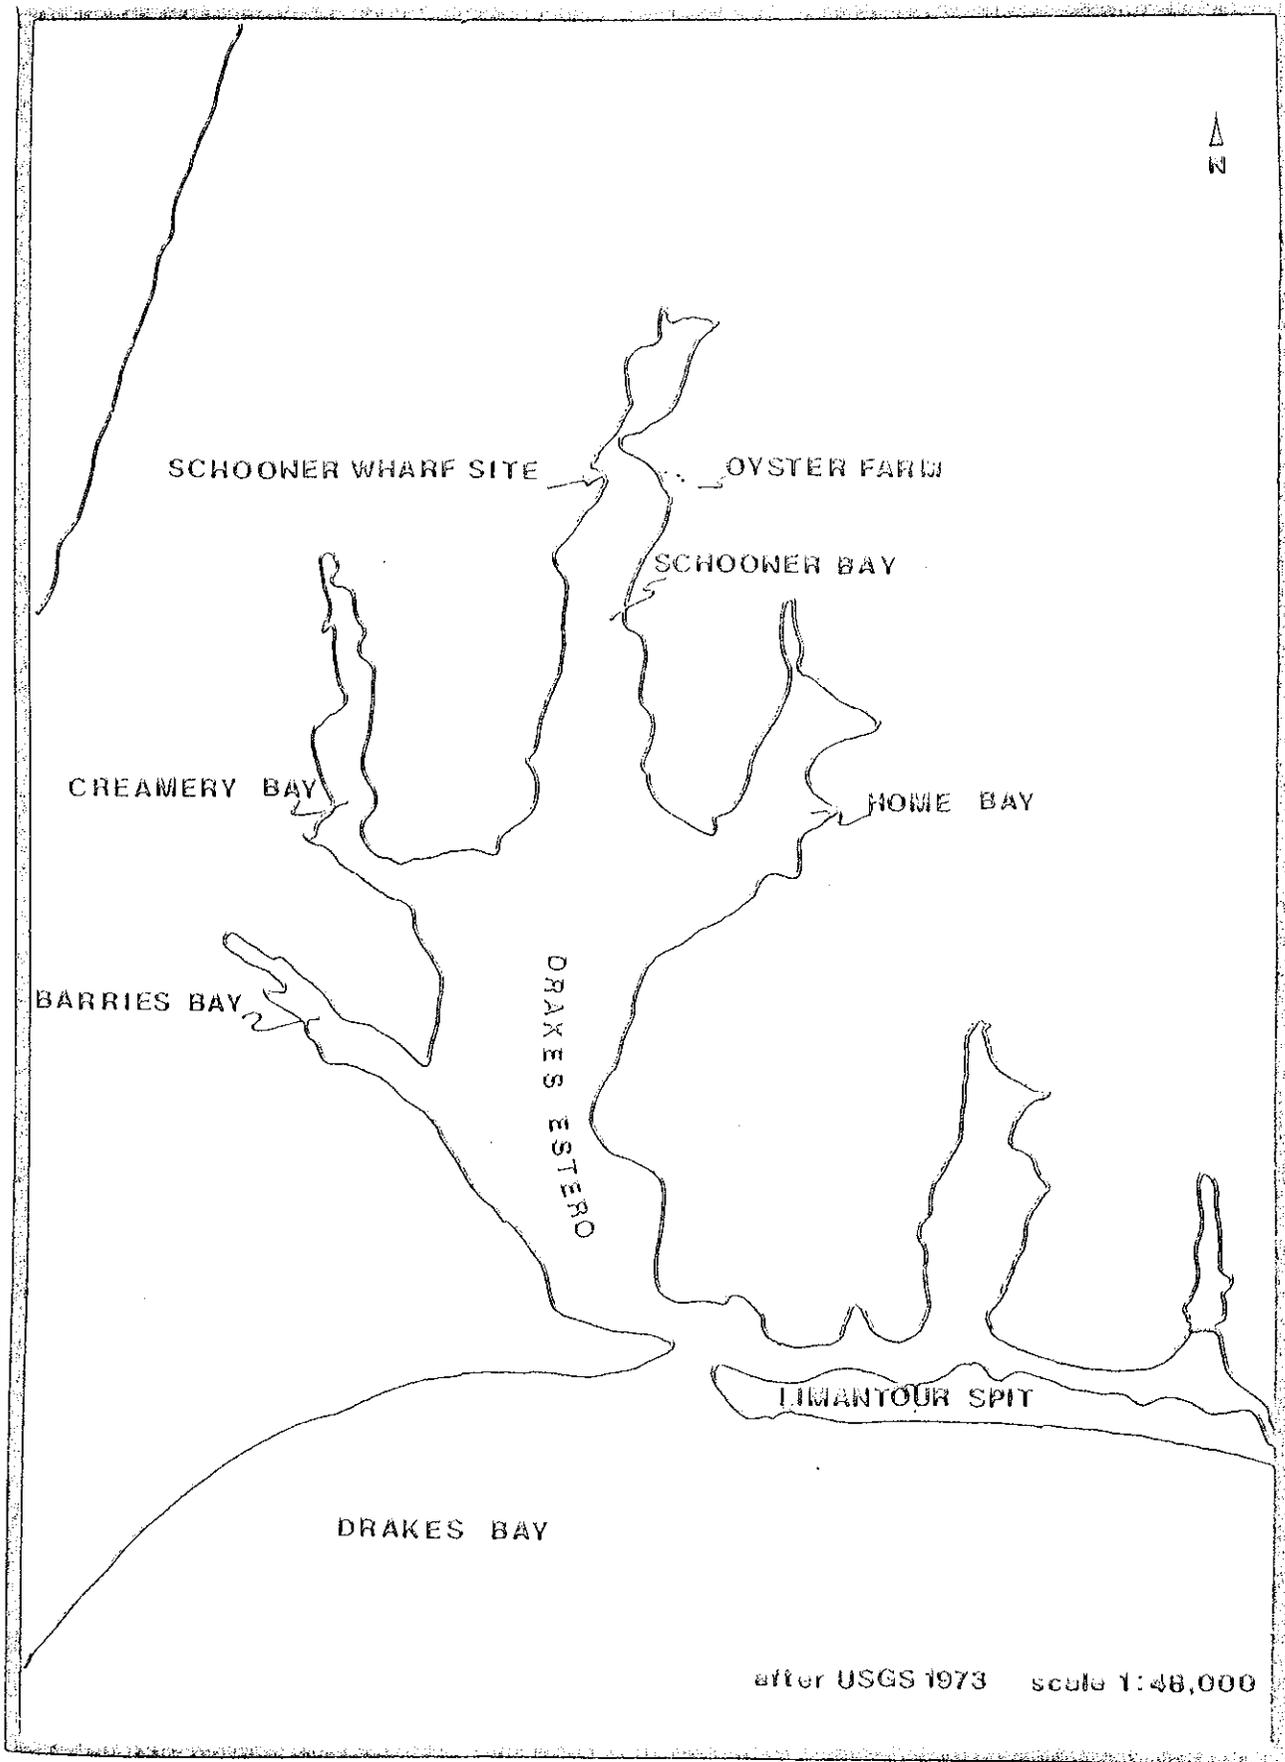 N
SCHOONER WHARF SITE
OYSTER FARM
SCHOONER BAY
CREAMERY BAY
HOME BAY
BARRIES BAY
DRAKES ESTERO
LIMANTOUR SPIT
DRAKES BAY
after USGS 1973 scale 1:48,000